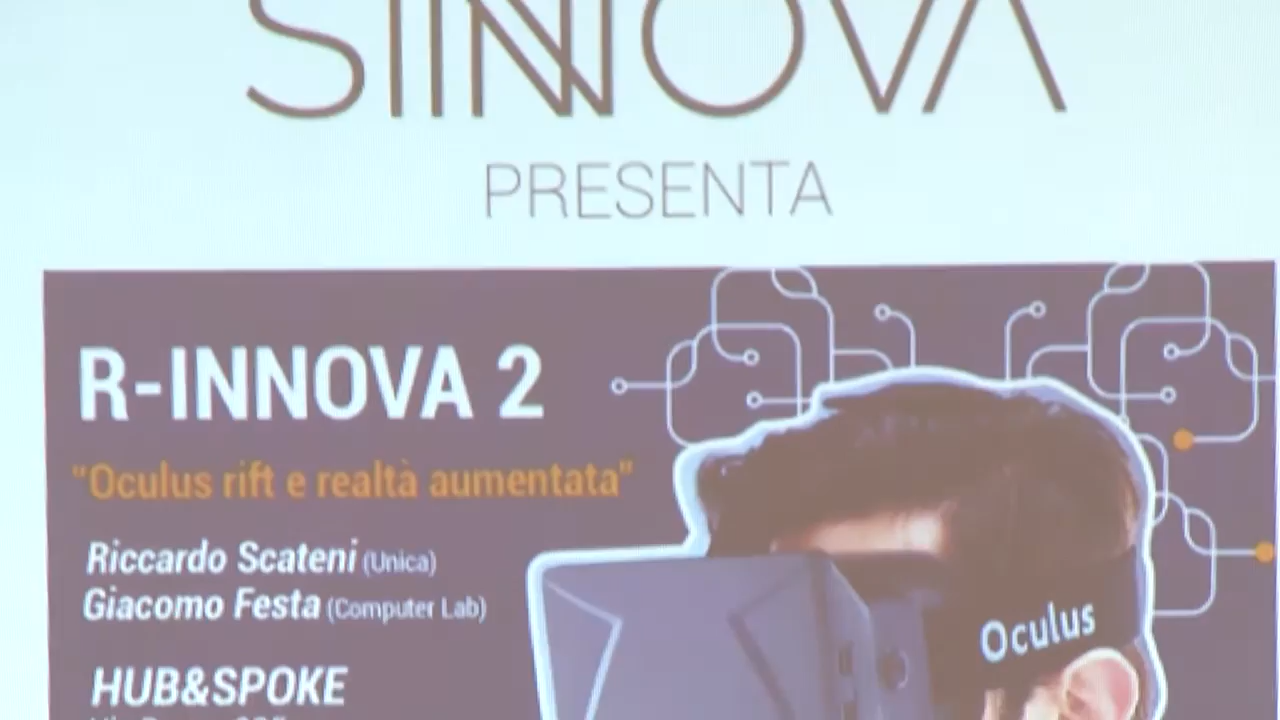 SINNOVA
PRESENTA
R-INNOVA 2
"Oculus rift e realtà aumentata"
Riccardo Scateni (Unica)
Giacomo Festa (Computer Lab)
Oculus
HUB&SPOKE